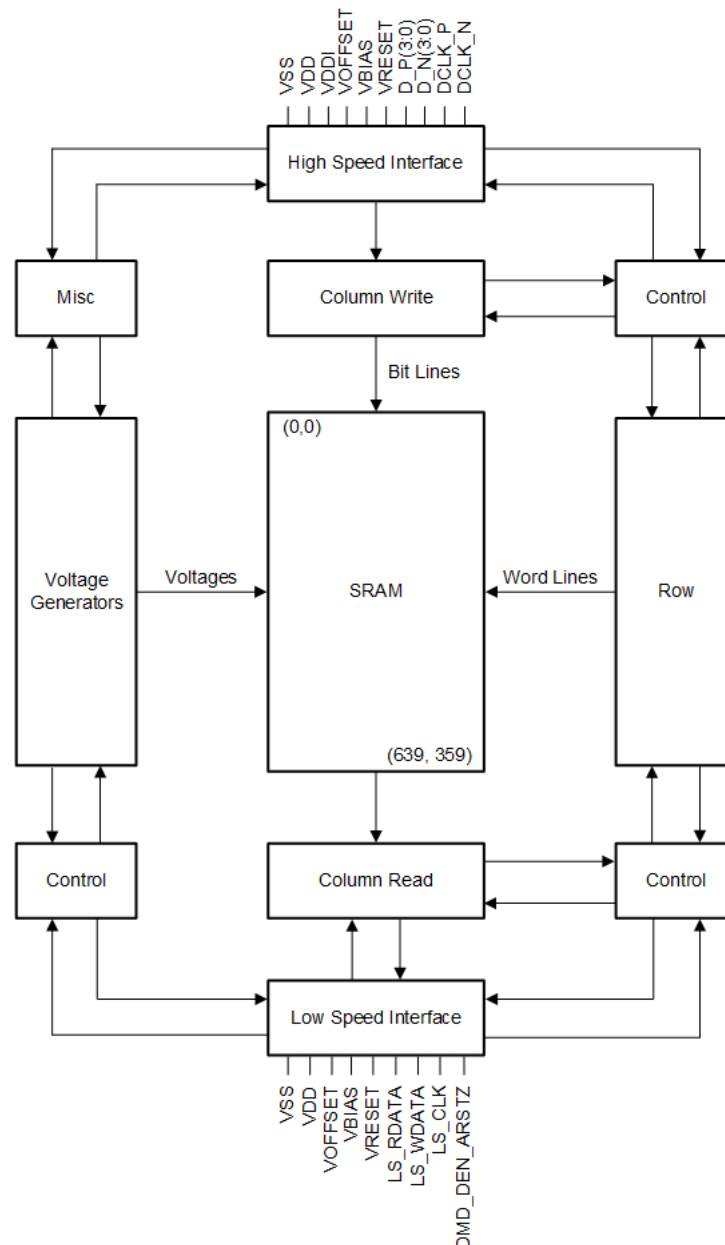 VSS
VDD
VDDI
VOFFSET
VBIAS
VRESET
D_P(3:0)
D_N(3:0)
DCLK_P
DCLK_N
High Speed Interface
Misc
Column Write
Control
Bit Lines
(0,0)
Voltage
Generators
Voltages
SRAM
Word Lines
Row
(639, 359)
Control
Column Read
Control
Low Speed Interface
VSS
VDD
VOFFSET
VBIAS
VRESET
LS_RDATA
LS_WDATA
LS_CLK
DMD_DEN_ARSTZ